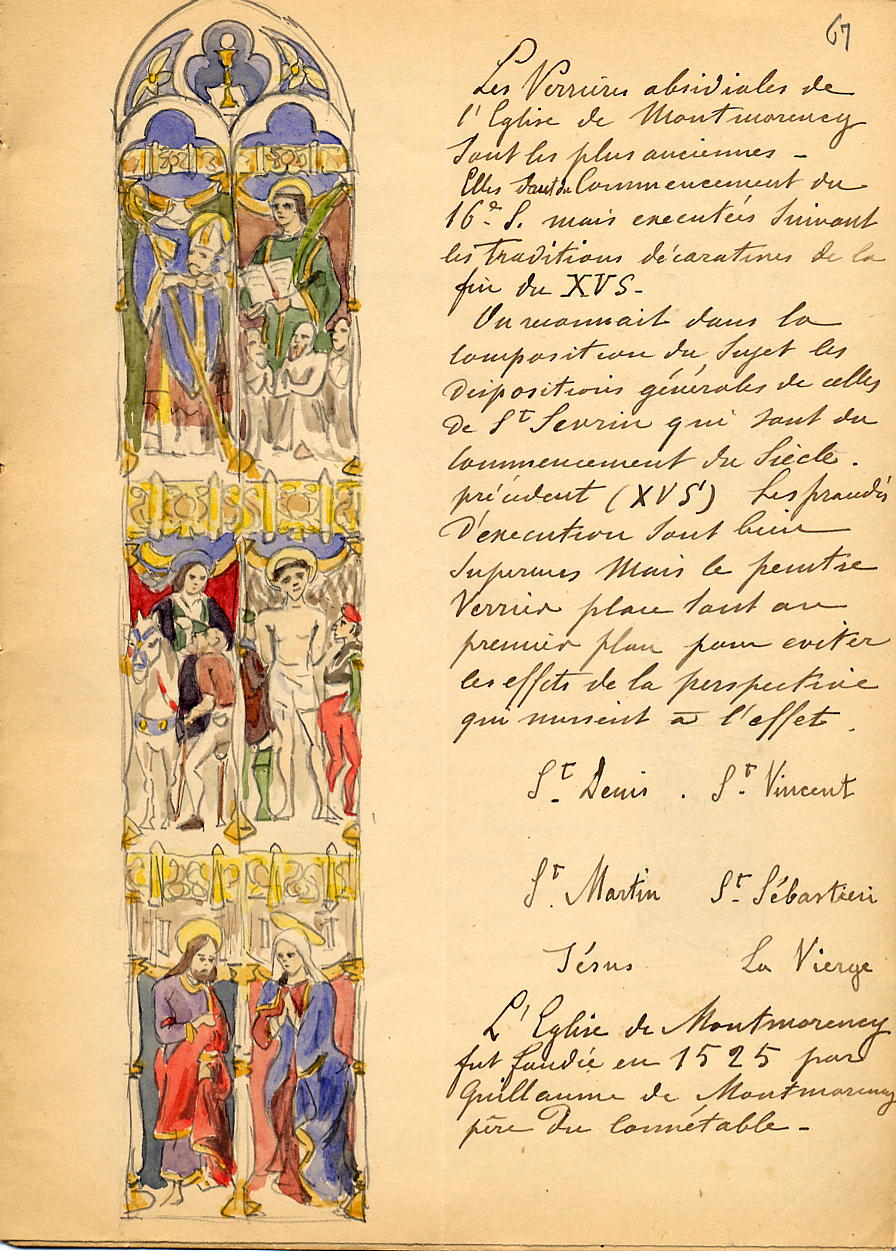 67
Les Verrières absidiales de
l'Eglise de Montmorency
sont les plus anciennes -
Elles sont du Commencement du
16e S. mais executées suivant
les traditions décoratives de la
fin du XVS -
On reconnait dans la
composition du sujet les
dispositions générales de celles
de St Sevrin qui sont du
commencement du Siècle.
précédent (XVS) Les procédés
d'execution sont bien
Mais le peintre
Verrier place tout au
premier plan pour eviter
les effets de la perspective
qui nuisent à l'effet.
St Denis . St Vincent
St Martin St Sébastien
Jésus La Vierge
L'Eglise de Montmorency
fut fondée en 1525 par
Guillaume de Montmorency
père du Connétable -